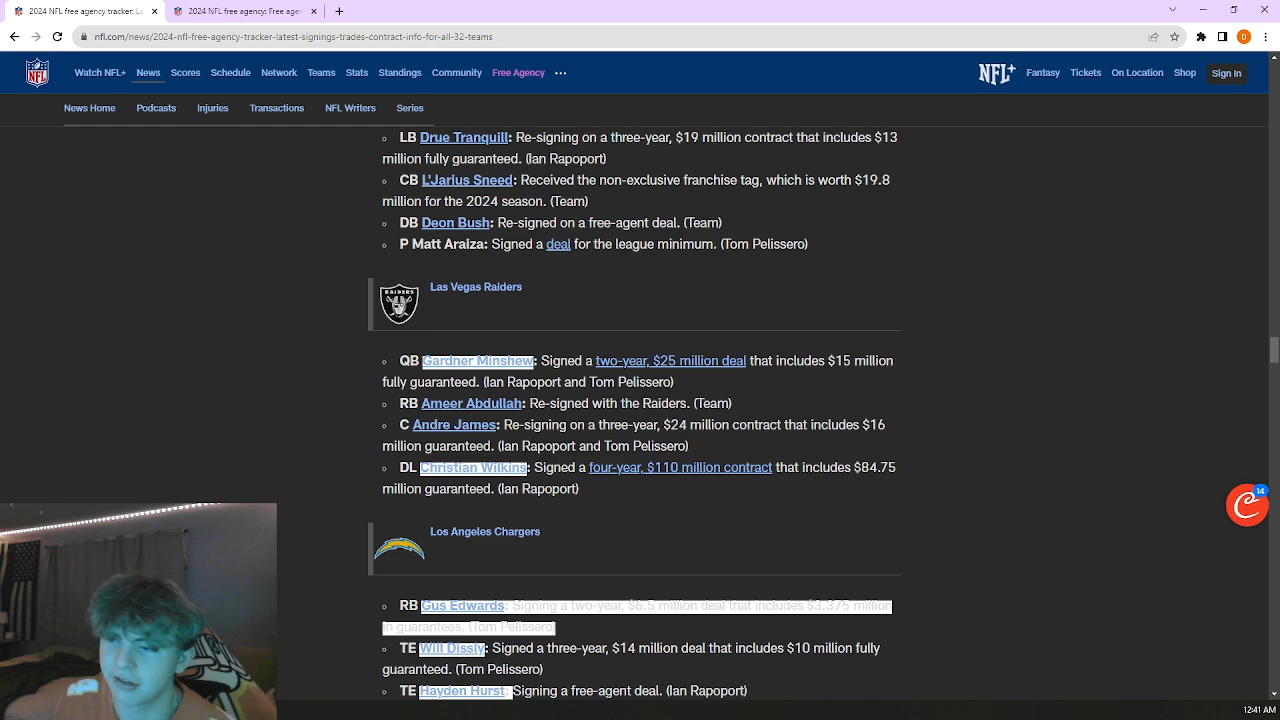 2024 NFL free agency tracker: La
2024 NFL free agency: Free ager
nfl.com/news/2024-nfl-free-agency-tracker-latest-signings-trades-contract-info-for-all-32-teams
D
NFL
Watch NFL+ News Scores Schedule Network Teams Stats Standings Community Free Agency ...
NFL+ Fantasy Tickets On Location Shop Sign In
News Home Podcasts Injuries Transactions NFL Writers Series
LB Drue Tranquill: Re-signing on a three-year, $19 million contract that includes $13
million fully guaranteed. (Ian Rapoport)
CB L'Jarius Sneed: Received the non-exclusive franchise tag, which is worth $19.8
million for the 2024 season. (Team)
DB Deon Bush: Re-signed on a free-agent deal. (Team)
P Matt Araiza: Signed a deal for the league minimum. (Tom Pelissero)
RAIDERS
Las Vegas Raiders
QB Gardner Minshew: Signed a two-year, $25 million deal that includes $15 million
fully guaranteed. (Ian Rapoport and Tom Pelissero)
RB Ameer Abdullah: Re-signed with the Raiders. (Team)
C Andre James: Re-signing on a three-year, $24 million contract that includes $16
million guaranteed. (Ian Rapoport and Tom Pelissero)
DL Christian Wilkins: Signed a four-year, $110 million contract that includes $84.75
million guaranteed. (Ian Rapoport)
14
Los Angeles Chargers
RB Gus Edwards: Signing a two-year, $6.5 million deal that includes $3.375 million
in guarantees. (Tom Pelissero)
TE Will Dissly: Signed a three-year, $14 million deal that includes $10 million fully
guaranteed. (Tom Pelissero)
TE Hayden Hurst: Signing a free-agent deal. (Ian Rapoport)
12:41 AM